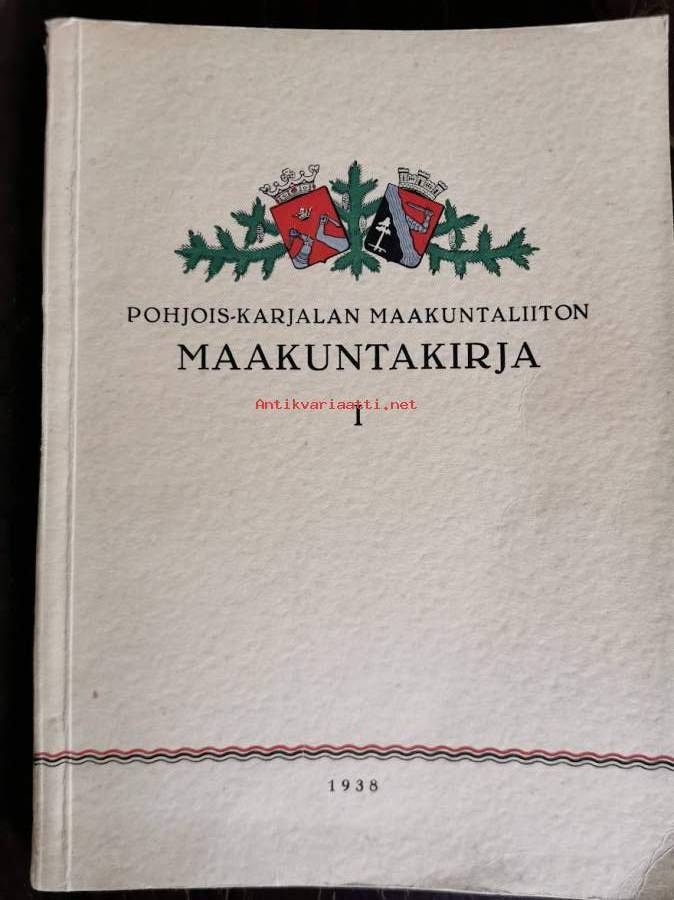 POHJOIS-KARJALAN MAAKUNTALIITON
MAAKUNTAKIRJA
I
Antikvariaatti.net
1938